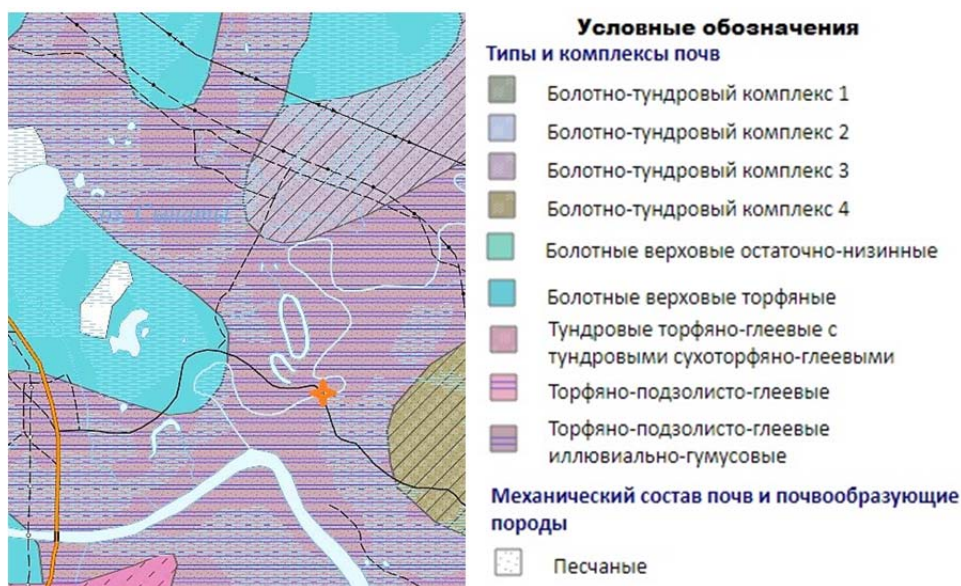 Условные обозначения
Типы и комплексы почв
Болотно-тундровый комплекс 1
Болотно-тундровый комплекс 2
Болотно-тундровый комплекс 3
Болотно-тундровый комплекс 4
Болотные верховые остаточно-низинные
Болотные верховые торфяные
Тундровые торфяно-глеевые с
тундровыми сухоторфяно-глеевыми
Торфяно-подзолисто-глеевые
Торфяно-подзолисто-глеевые
иллювиально-гумусовые
Механический состав почв и почвообразующие
породы
Песчаные